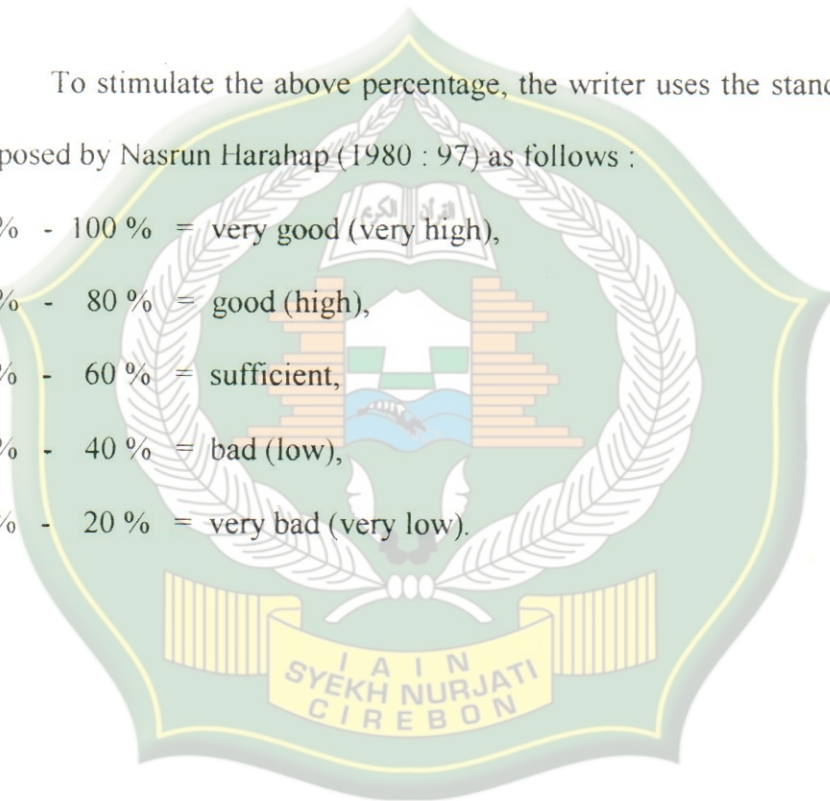 To stimulate the above percentage, the writer uses the stand
posed by Nasrun Harahap (1980 : 97) as follows :
% - 100 % = very good (very high),
% - 80 % = good (high),
% - 60 % = sufficient,
% - 40 % = bad (low),
% - 20 % = very bad (very low).
القرآن الكريم
I A I N
SYEKH NURJATI
CIREBON